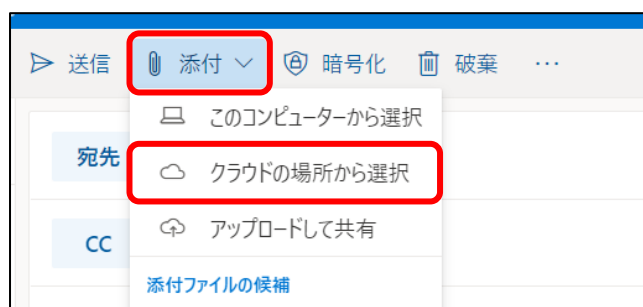 送信 添付 暗号化 破棄 …
このコンピューターから選択
宛先
クラウドの場所から選択
アップロードして共有
CC
添付ファイルの候補